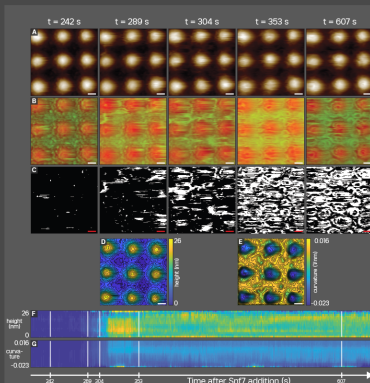 t = 242 s t = 289 s t = 304 s t = 353 s t = 607 s
A
B
C
D
26
height (nm)
0
E
0.016
curvature (1/nm)
-0.023
F
26
height
(nm)
0
G
0.016
curva-
ture
-0.023
242 289 304 353 607
Time after Snf7 addition (s)